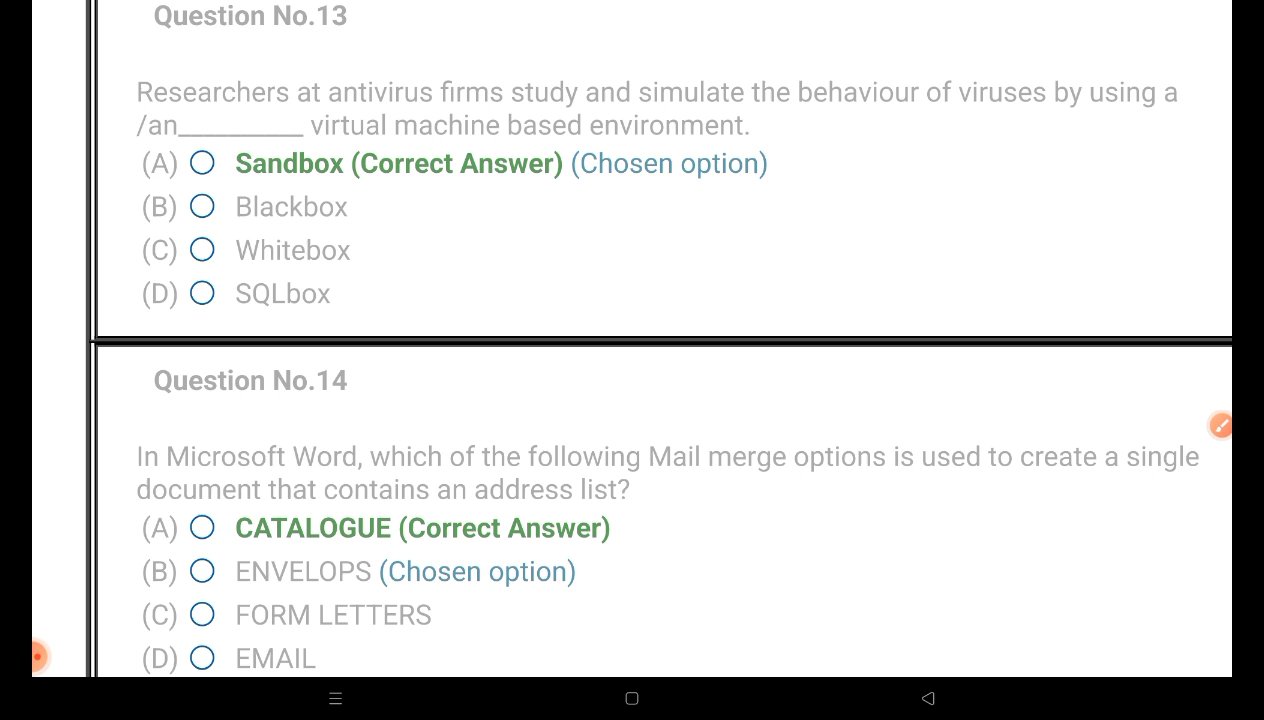 Question No.13
Researchers at antivirus firms study and simulate the behaviour of viruses by using a
/an__________ virtual machine based environment.
(A) Sandbox (Correct Answer) (Chosen option)
(B) Blackbox
(C) Whitebox
(D) SQLbox
Question No.14
In Microsoft Word, which of the following Mail merge options is used to create a single
document that contains an address list?
(A) CATALOGUE (Correct Answer)
(B) ENVELOPS (Chosen option)
(C) FORM LETTERS
(D) EMAIL